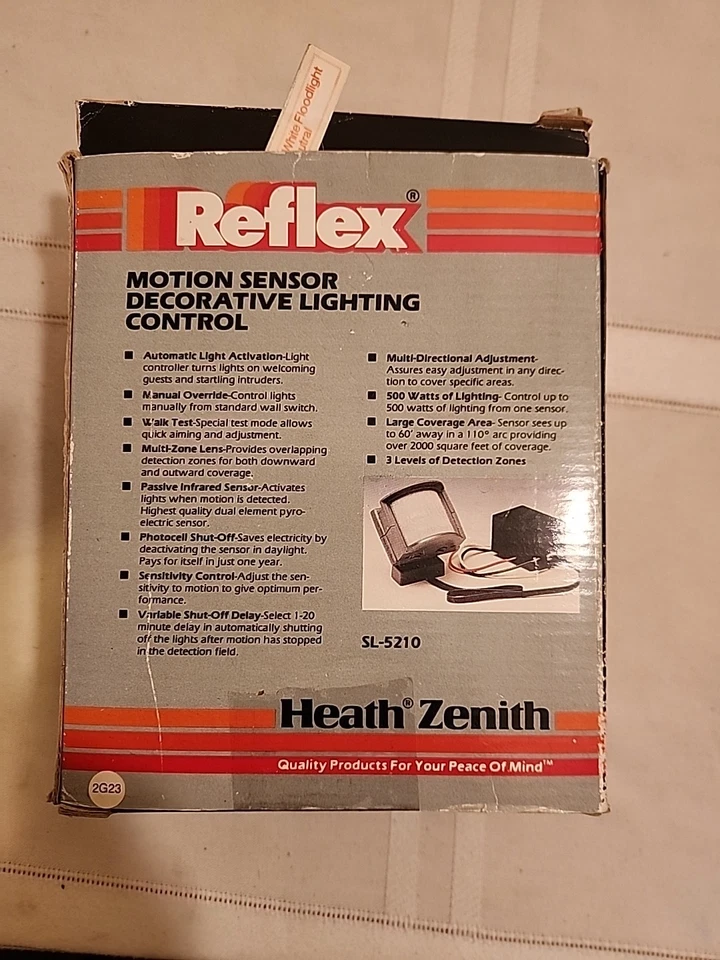 White Floodlight
Reflex®
MOTION SENSOR
DECORATIVE LIGHTING
CONTROL
■ Automatic Light Activation-Light
controller turns lights on welcoming
guests and startling intruders.
■ Manual Override-Control lights
manually from standard wall switch.
■ Walk Test-Special test mode allows
quick aiming and adjustment.
■ Multi-Zone Lens-Provides overlapping
detection zones for both downward
and outward coverage.
■ Passive Infrared Sensor-Activates
lights when motion is detected.
Highest quality dual element pyro-
electric sensor.
■ Photocell Shut-Off-Saves electricity by
deactivating the sensor in daylight.
Pays for itself in just one year.
■ Sensitivity Control-Adjust the sen-
sitivity to motion to give optimum per-
formance.
■ Variable Shut-Off Delay-Select 1-20
minute delay in automatically shutting
off the lights after motion has stopped
in the detection field.
■ Multi-Directional Adjustment-
Assures easy adjustment in any direc-
tion to cover specific areas.
■ 500 Watts of Lighting- Control up to
500 watts of lighting from one sensor.
■ Large Coverage Area- Sensor sees up
to 60' away in a 110° arc providing
over 2000 square feet of coverage.
■ 3 Levels of Detection Zones
SL-5210
Heath® Zenith
Quality Products For Your Peace Of Mind™
2G23